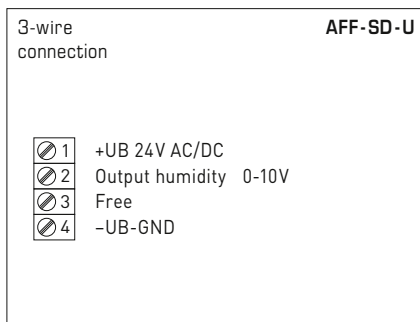 3-wire AFF-SD-U
connection
1 +UB 24V AC/DC
2 Output humidity 0-10V
3 Free
4 –UB-GND